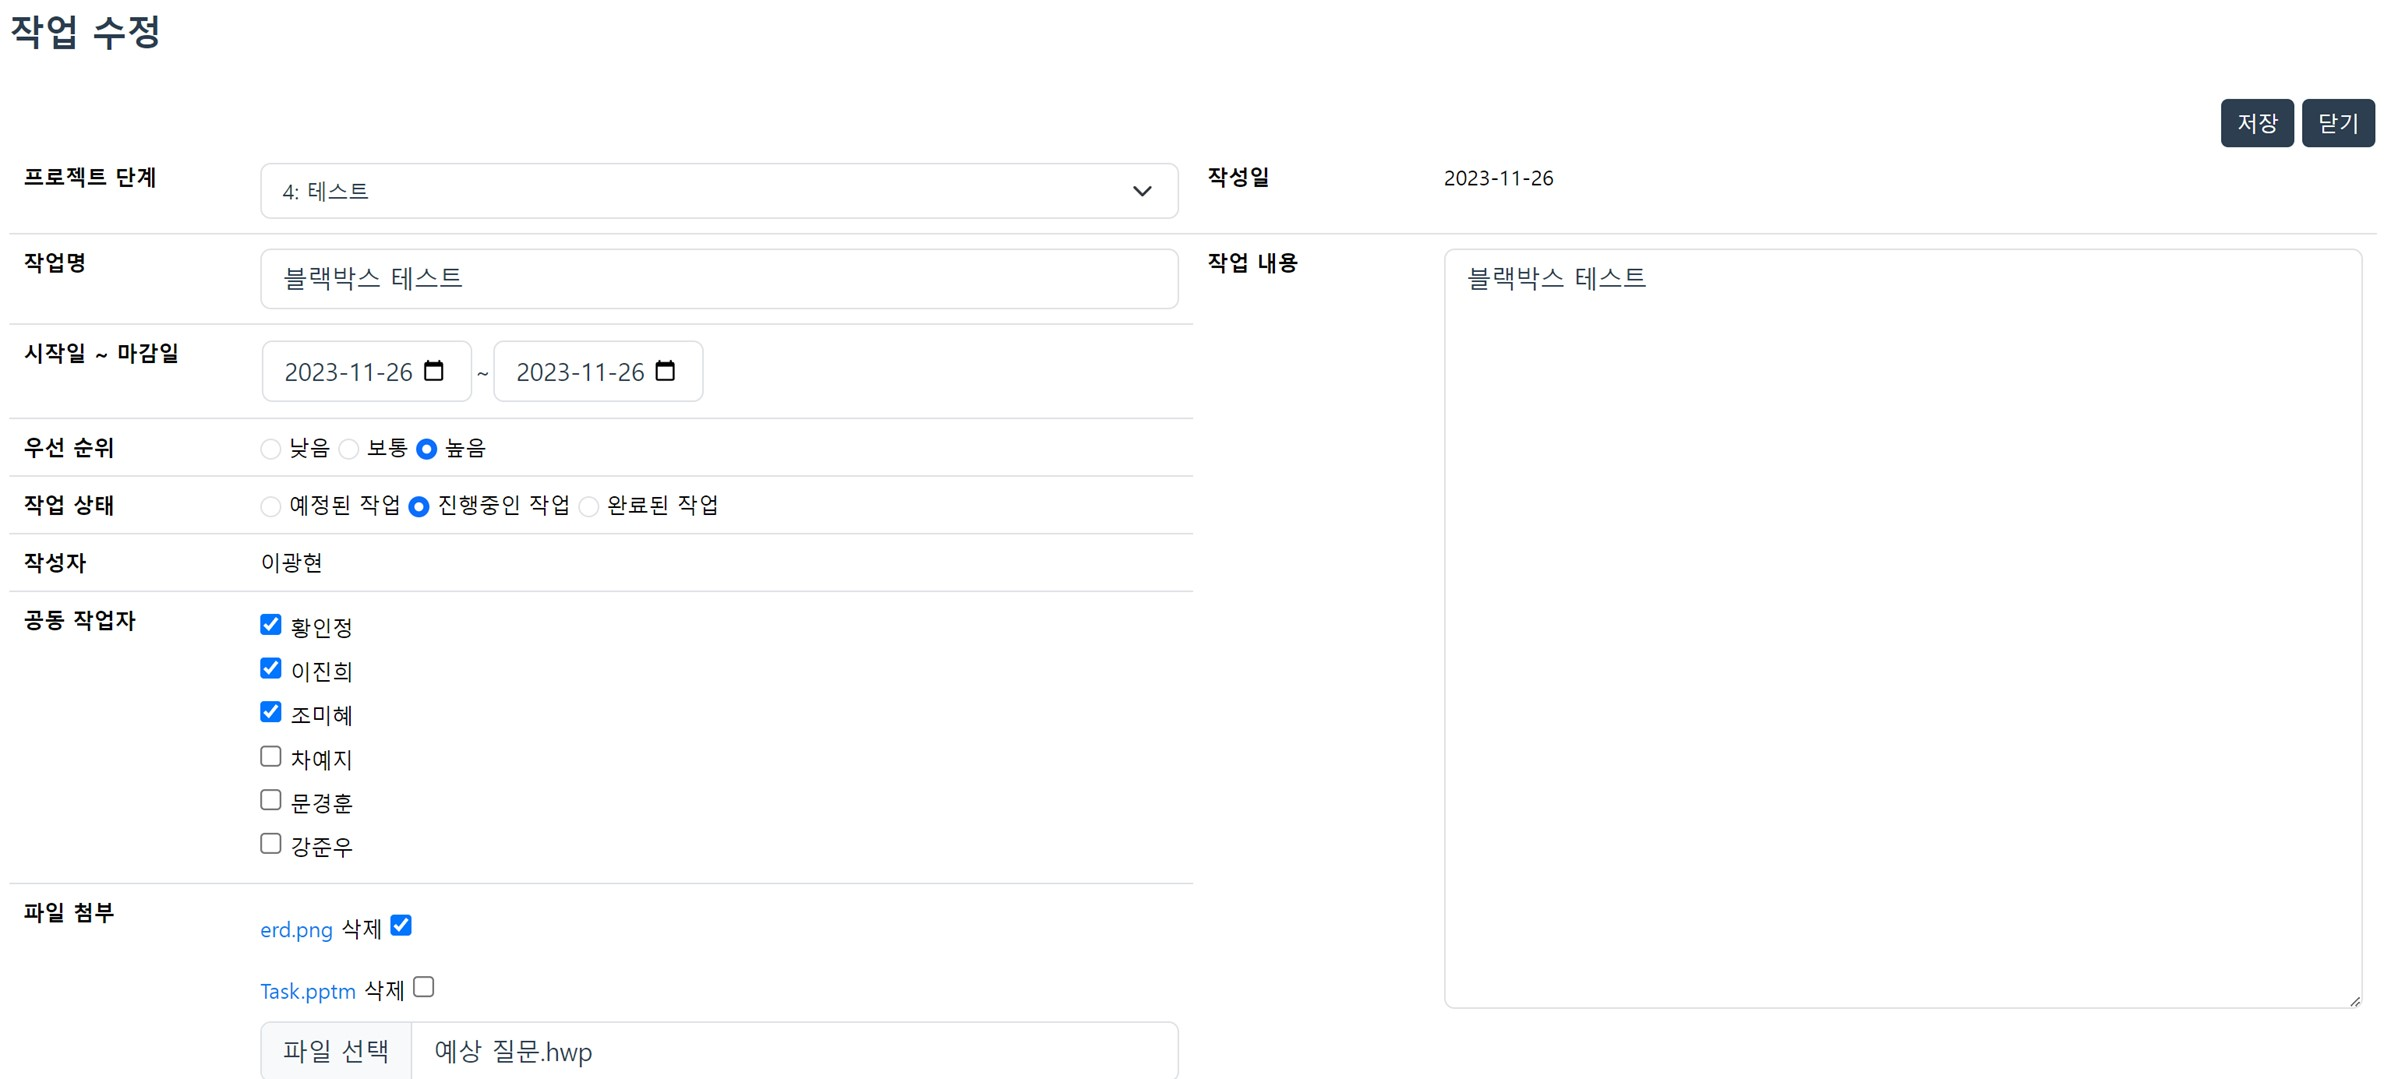 작업 수정
저장 닫기
프로젝트 단계 4: 테스트 작성일 2023-11-26
작업명 블랙박스 테스트 작업 내용 블랙박스 테스트
시작일 ~ 마감일 2023-11-26 ~ 2023-11-26
우선 순위 낮음 보통 높음
작업 상태 예정된 작업 진행중인 작업 완료된 작업
작성자 이광현
공동 작업자 황인정
이진희
조미혜
차예지
문경훈
강준우
파일 첨부 erd.png 삭제
Task.pptm 삭제
파일 선택 예상 질문.hwp